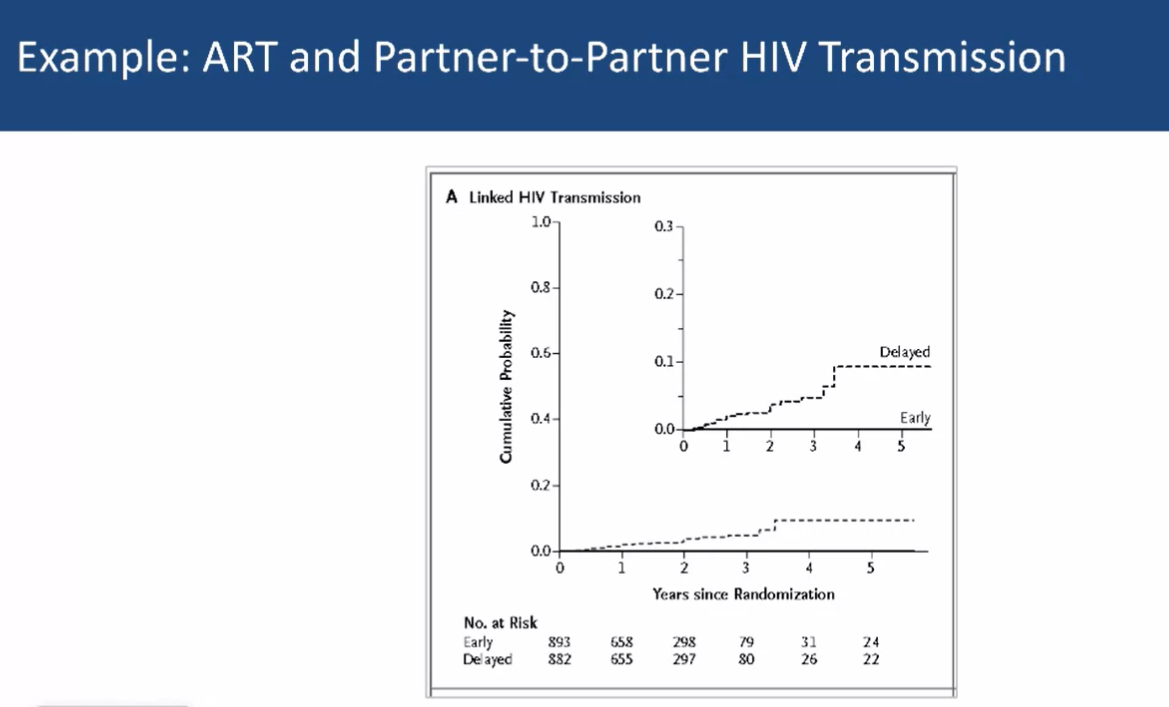 Example: ART and Partner-to-Partner HIV Transmission
A Linked HIV Transmission
1.0
0.8
0.6
0.4
0.2
0.0
Cumulative Probability
0 1 2 3 4 5
Years since Randomization
0.3
0.2
0.1
0.0
Delayed
Early
0 1 2 3 4 5
No. at Risk
Early 893 658 298 79 31 24
Delayed 882 655 297 80 26 22